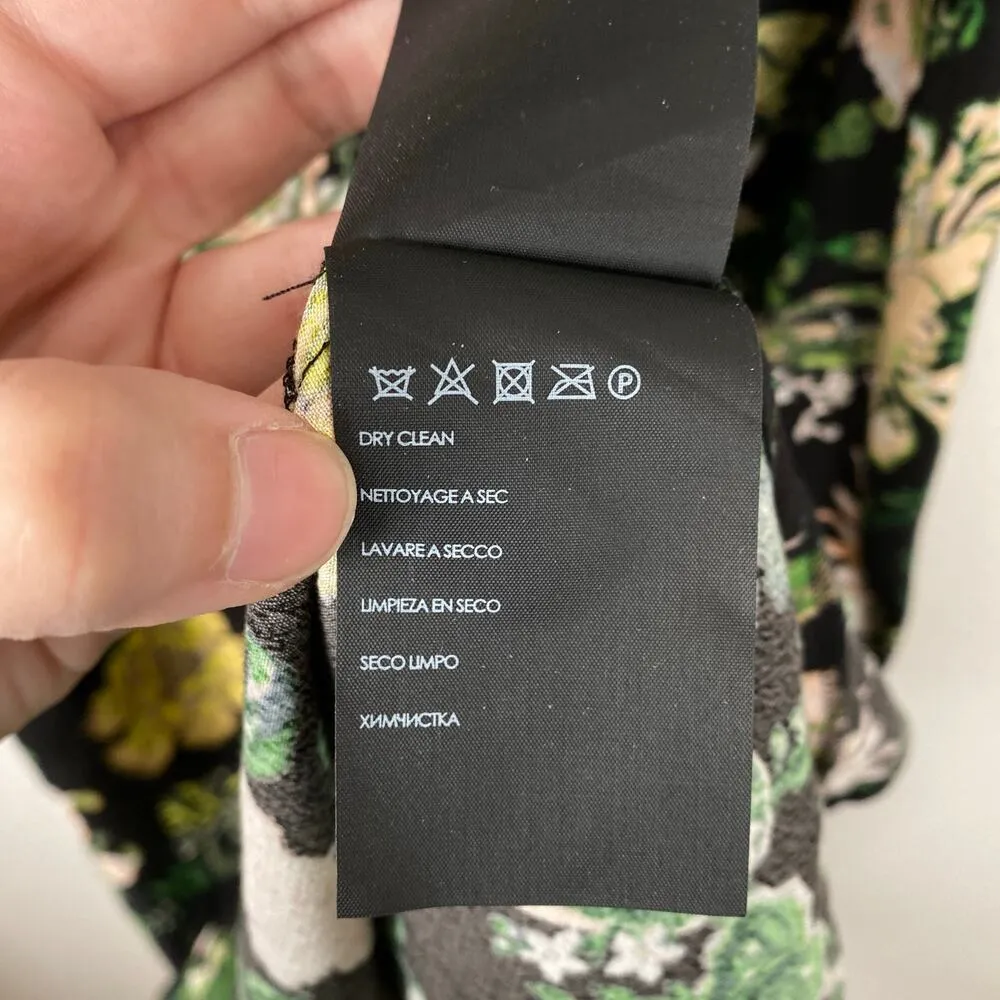 P
DRY CLEAN
NETTOYAGE A SEC
LAVARE A SECCO
LIMPIEZA EN SECO
SECO LIMPO
ХИМЧИСТКА